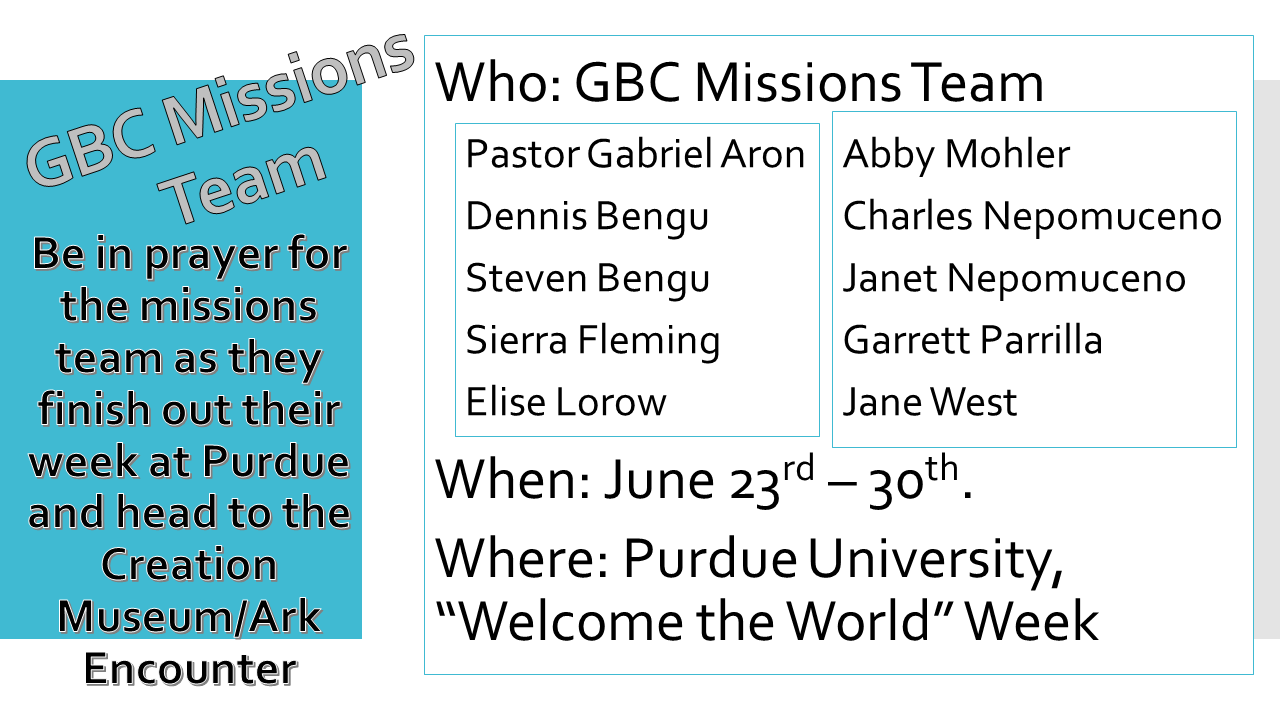 GBC Missions
Team
Be in prayer for
the missions
team as they
finish out their
week at Purdue
and head to the
Creation
Museum/Ark
Encounter
Who: GBC Missions Team
Pastor Gabriel Aron
Dennis Bengu
Steven Bengu
Sierra Fleming
Elise Lorow
Abby Mohler
Charles Nepomuceno
Janet Nepomuceno
Garrett Parrilla
Jane West
When: June 23rd – 30th.
Where: Purdue University,
“Welcome the World” Week